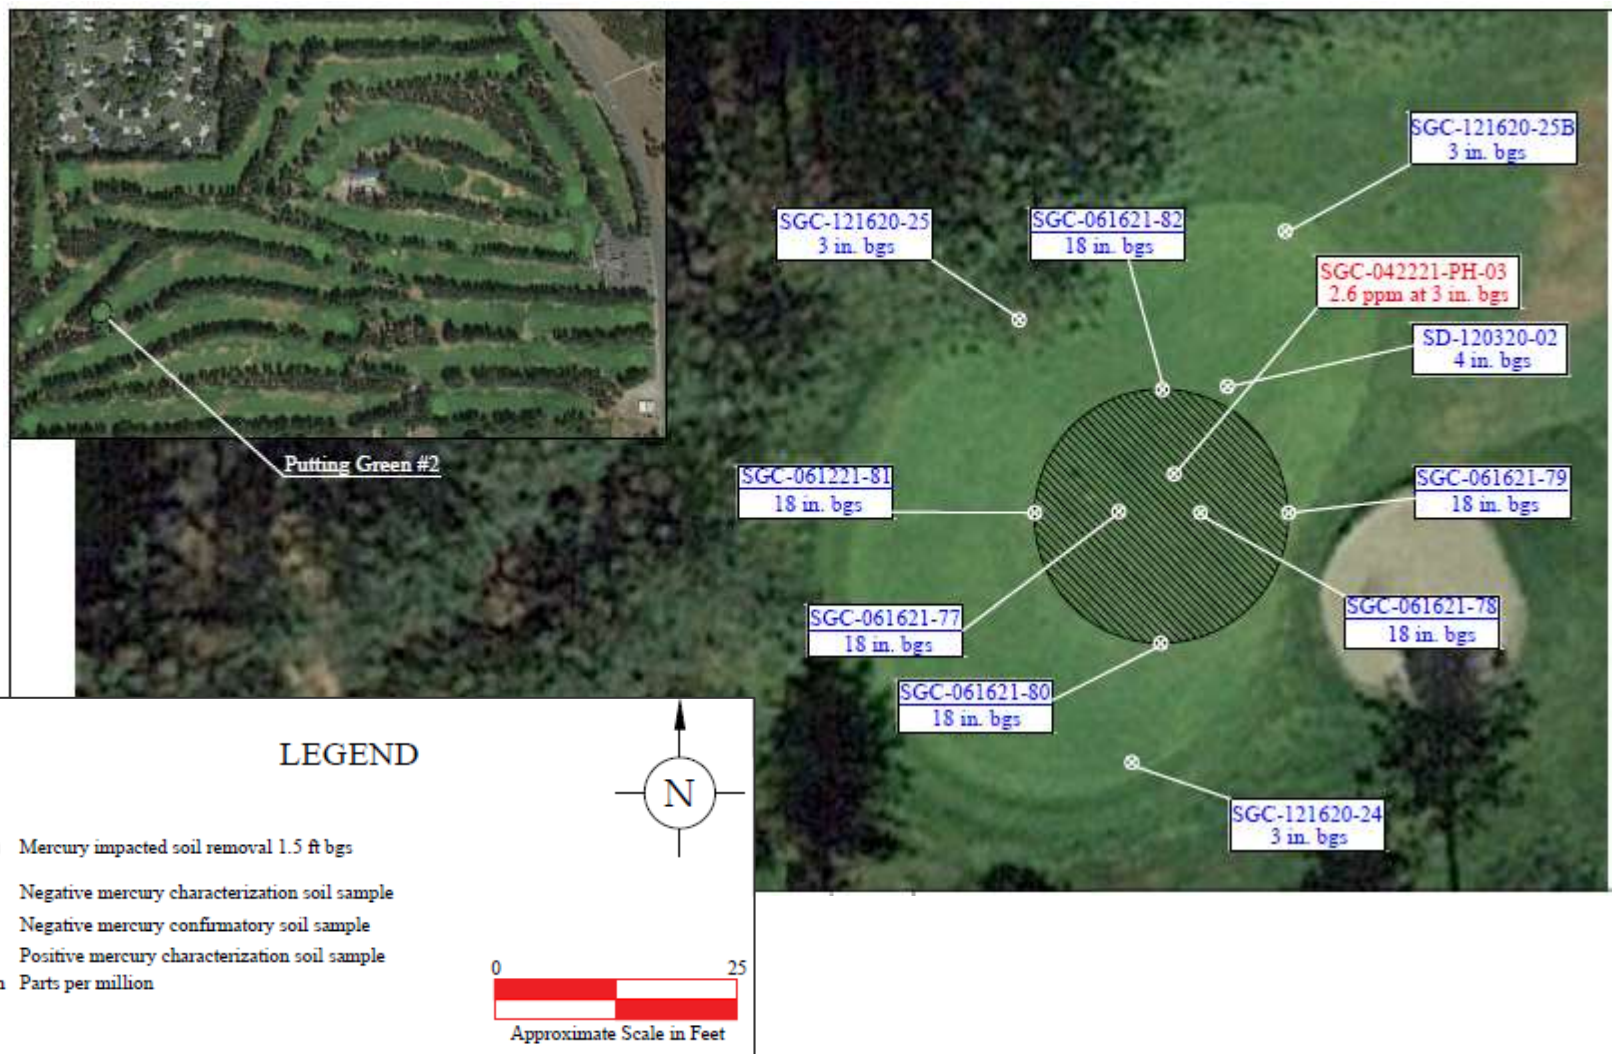 SGC-121620-25B
3 in. bgs
SGC-121620-25
3 in. bgs
SGC-061621-82
18 in. bgs
SGC-042221-PH-03
2.6 ppm at 3 in. bgs
SD-120320-02
4 in. bgs
Putting Green #2
SGC-061221-81
18 in. bgs
SGC-061621-79
18 in. bgs
SGC-061621-77
18 in. bgs
SGC-061621-78
18 in. bgs
SGC-061621-80
18 in. bgs
SGC-121620-24
3 in. bgs
LEGEND
N
Mercury impacted soil removal 1.5 ft bgs
Negative mercury characterization soil sample
Negative mercury confirmatory soil sample
Positive mercury characterization soil sample
Parts per million
0 25
Approximate Scale in Feet